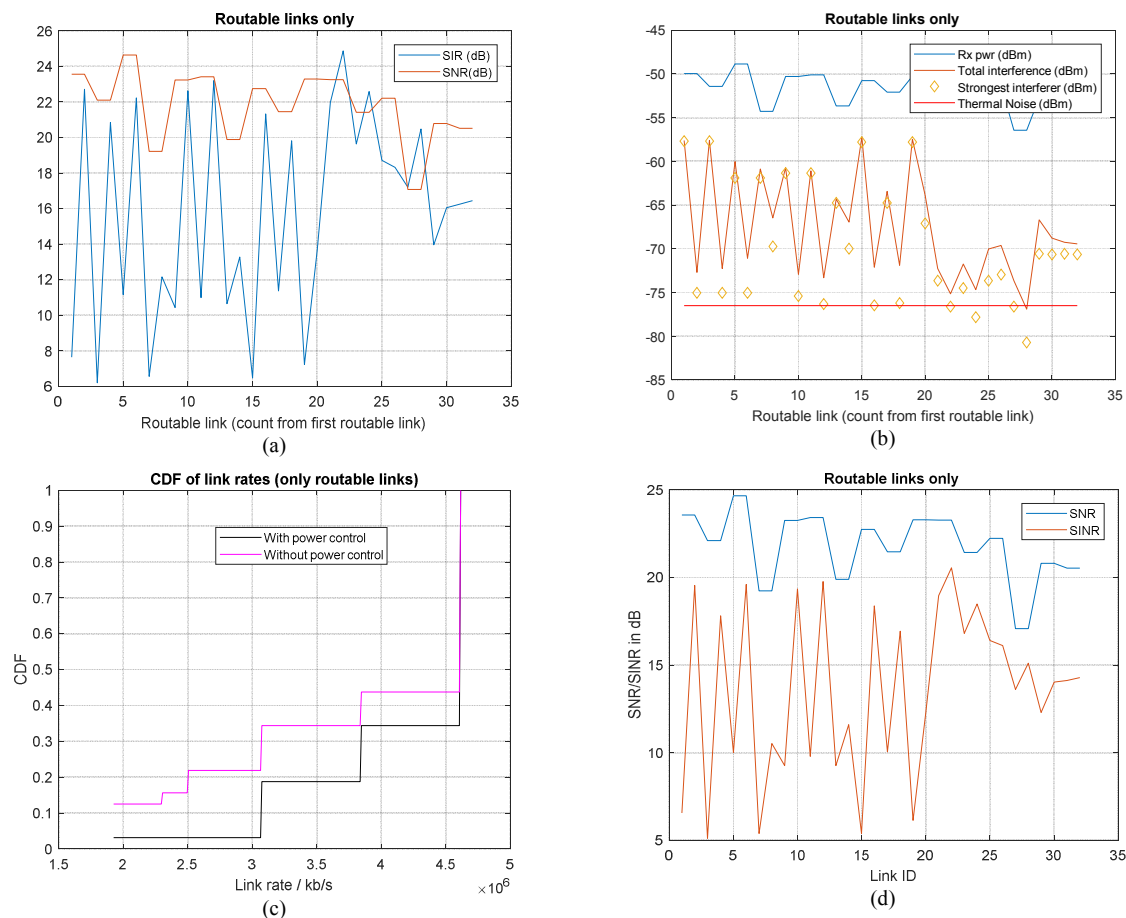 Routable links only
26
24
22
20
18
16
14
12
10
8
6
SIR (dB)
SNR(dB)
0 5 10 15 20 25 30 35
Routable link (count from first routable link)
(a)
Routable links only
-45
-50
-55
-60
-65
-70
-75
-80
-85
Rx pwr (dBm)
Total interference (dBm)
Strongest interferer (dBm)
Thermal Noise (dBm)
0 5 10 15 20 25 30 35
Routable link (count from first routable link)
(b)
CDF of link rates (only routable links)
1
0.9
0.8
0.7
0.6
0.5
0.4
0.3
0.2
0.1
0
CDF
With power control
Without power control
1.5 2 2.5 3 3.5 4 4.5 5
Link rate / kb/s
×10⁶
(c)
Routable links only
25
20
15
10
5
SNR/SINR in dB
SNR
SINR
0 5 10 15 20 25 30 35
Link ID
(d)